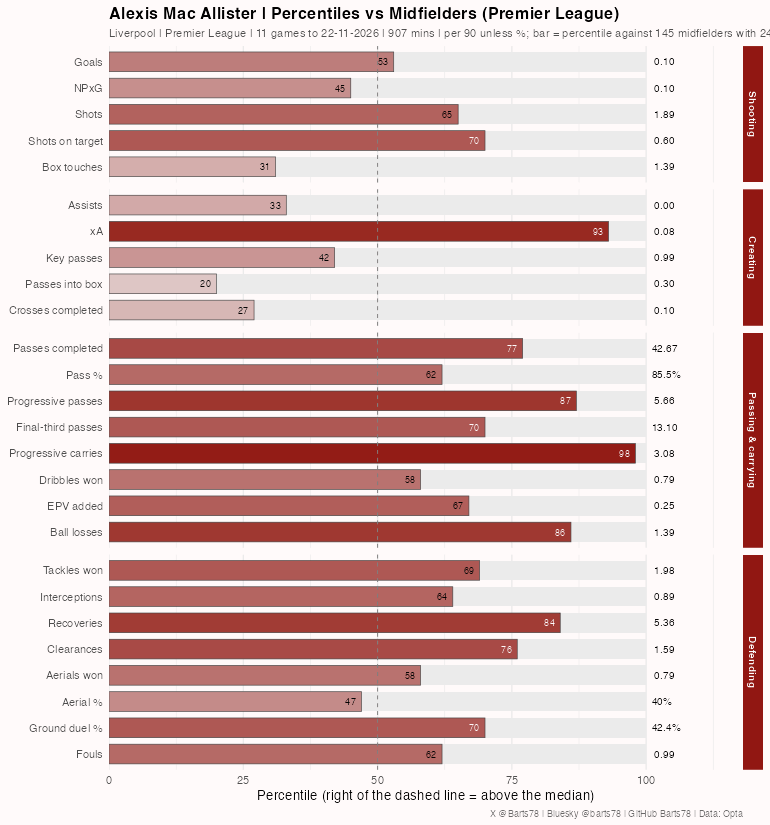 Alexis Mac Allister | Percentiles vs Midfielders (Premier League)
Liverpool | Premier League | 11 games to 22-11-2026 | 907 mins | per 90 unless %; bar = percentile against 145 midfielders with 24
Goals 53 0.10
NPxG 45 0.10
Shots 65 1.89
Shots on target 70 0.60
Box touches 31 1.39
Shooting
Assists 33 0.00
xA 93 0.08
Key passes 42 0.99
Passes into box 20 0.30
Crosses completed 27 0.10
Creating
Passes completed 77 42.67
Pass % 62 85.5%
Progressive passes 87 5.66
Final-third passes 70 13.10
Progressive carries 98 3.08
Dribbles won 58 0.79
EPV added 67 0.25
Ball losses 86 1.39
Passing & carrying
Tackles won 69 1.98
Interceptions 64 0.89
Recoveries 84 5.36
Clearances 76 1.59
Aerials won 58 0.79
Aerial % 47 40%
Ground duel % 70 42.4%
Fouls 62 0.99
Defending
0 25 50 75 100
Percentile (right of the dashed line = above the median)
X @Barts78 | Bluesky @barts78 | GitHub Barts78 | Data: Opta